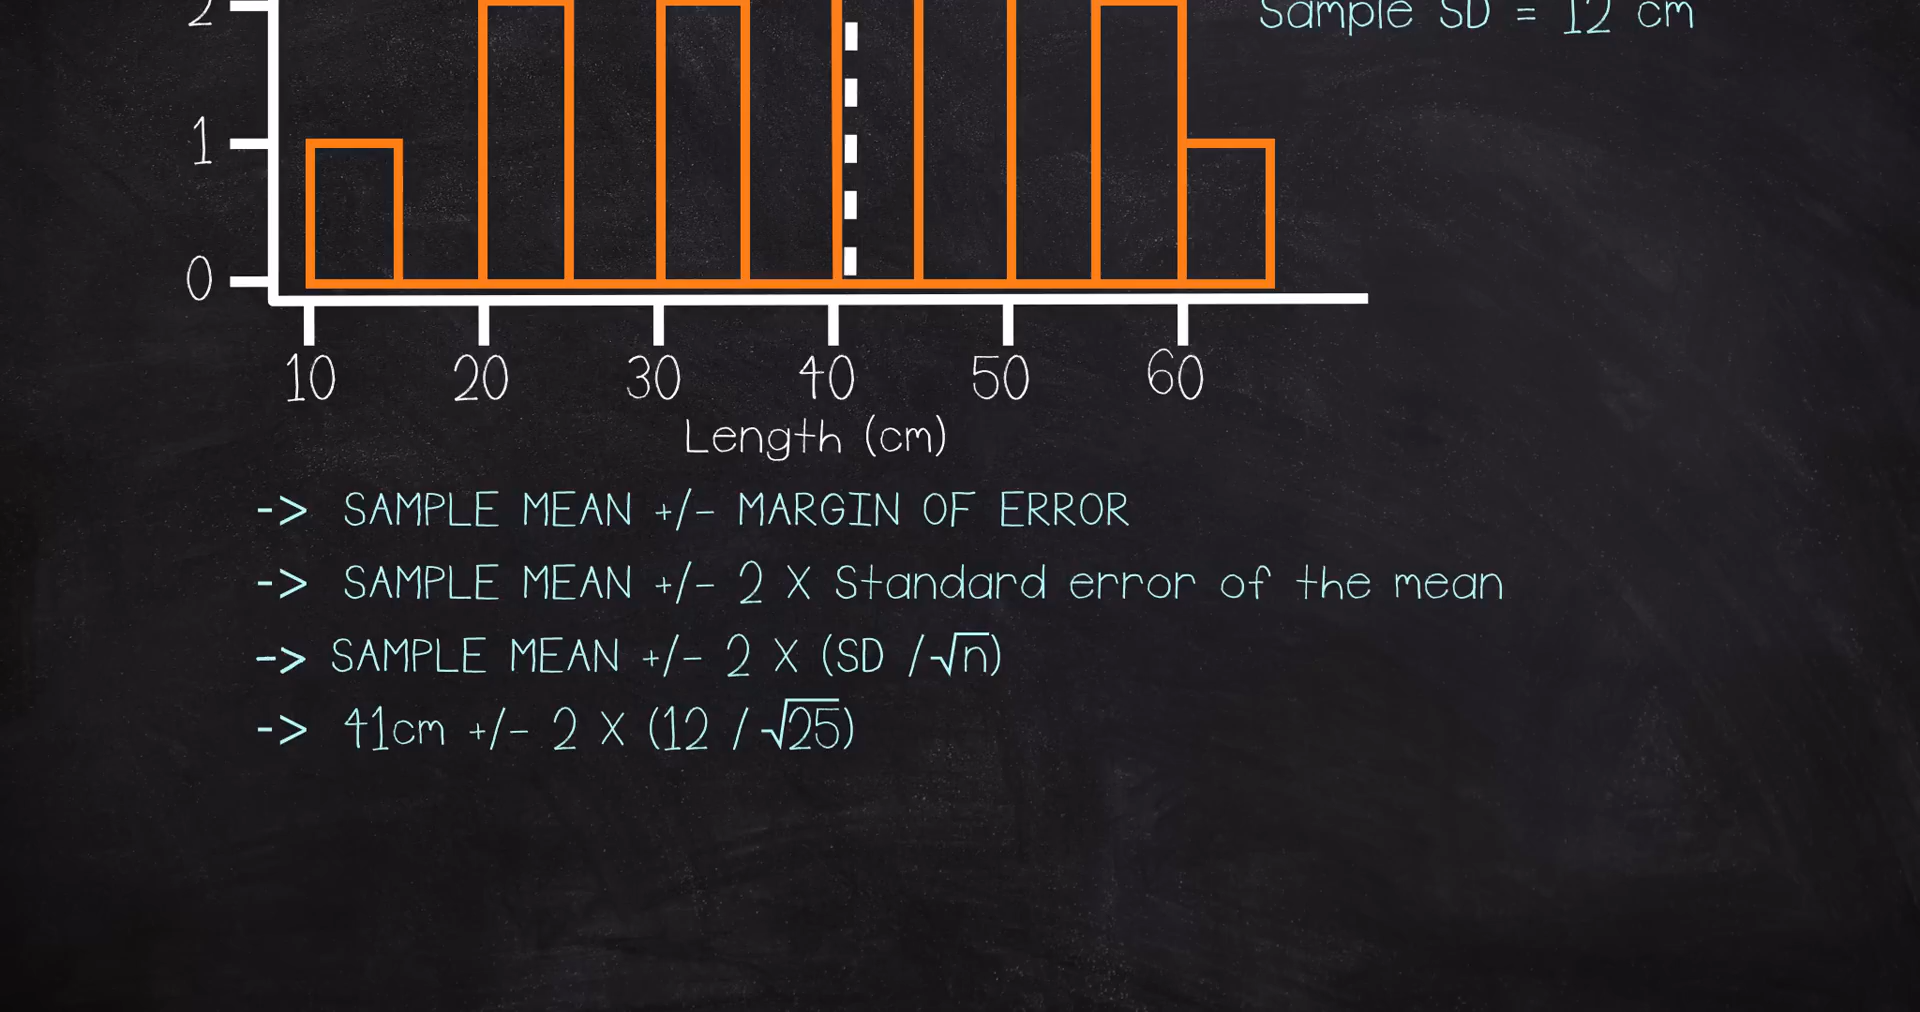 2
Sample SD = 12 cm
1
0
10 20 30 40 50 60
Length (cm)
-> SAMPLE MEAN +/- MARGIN OF ERROR
-> SAMPLE MEAN +/- 2 X Standard error of the mean
-> SAMPLE MEAN +/- 2 X (SD /√n)
-> 41cm +/- 2 X (12 / √25)